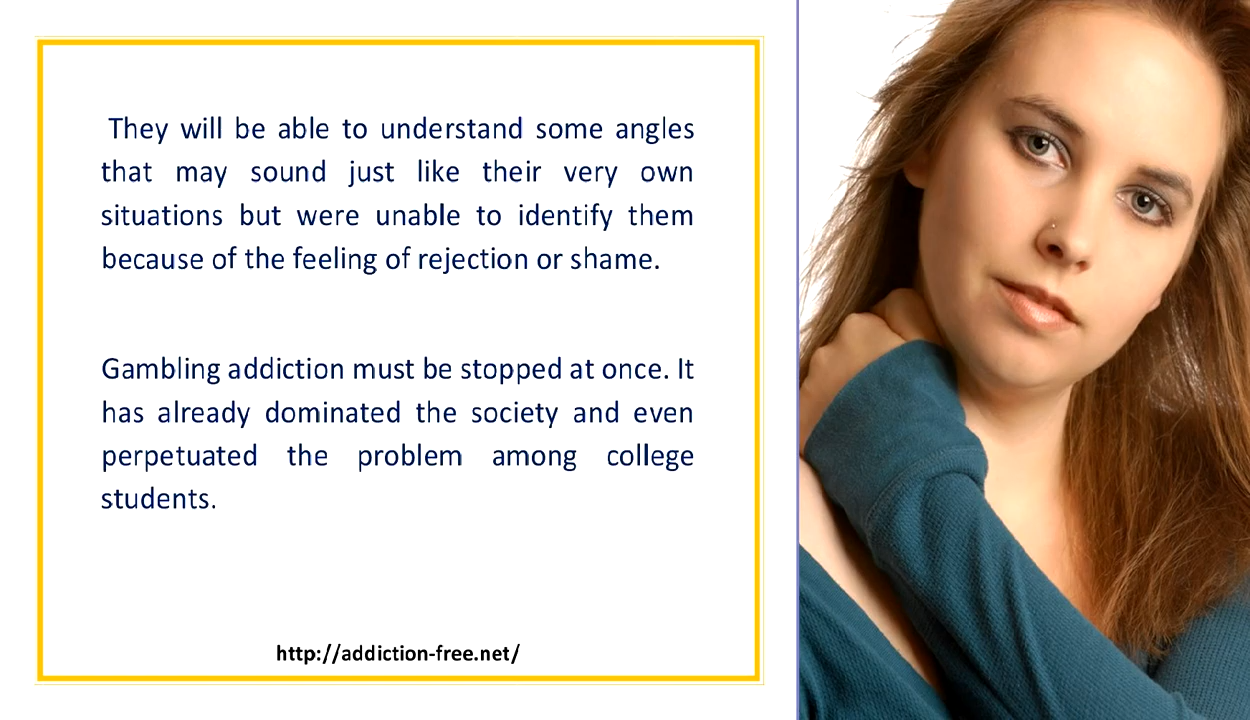 They will be able to understand some angles
that may sound just like their very own
situations but were unable to identify them
because of the feeling of rejection or shame.
Gambling addiction must be stopped at once. It
has already dominated the society and even
perpetuated the problem among college
students.
http://addiction-free.net/